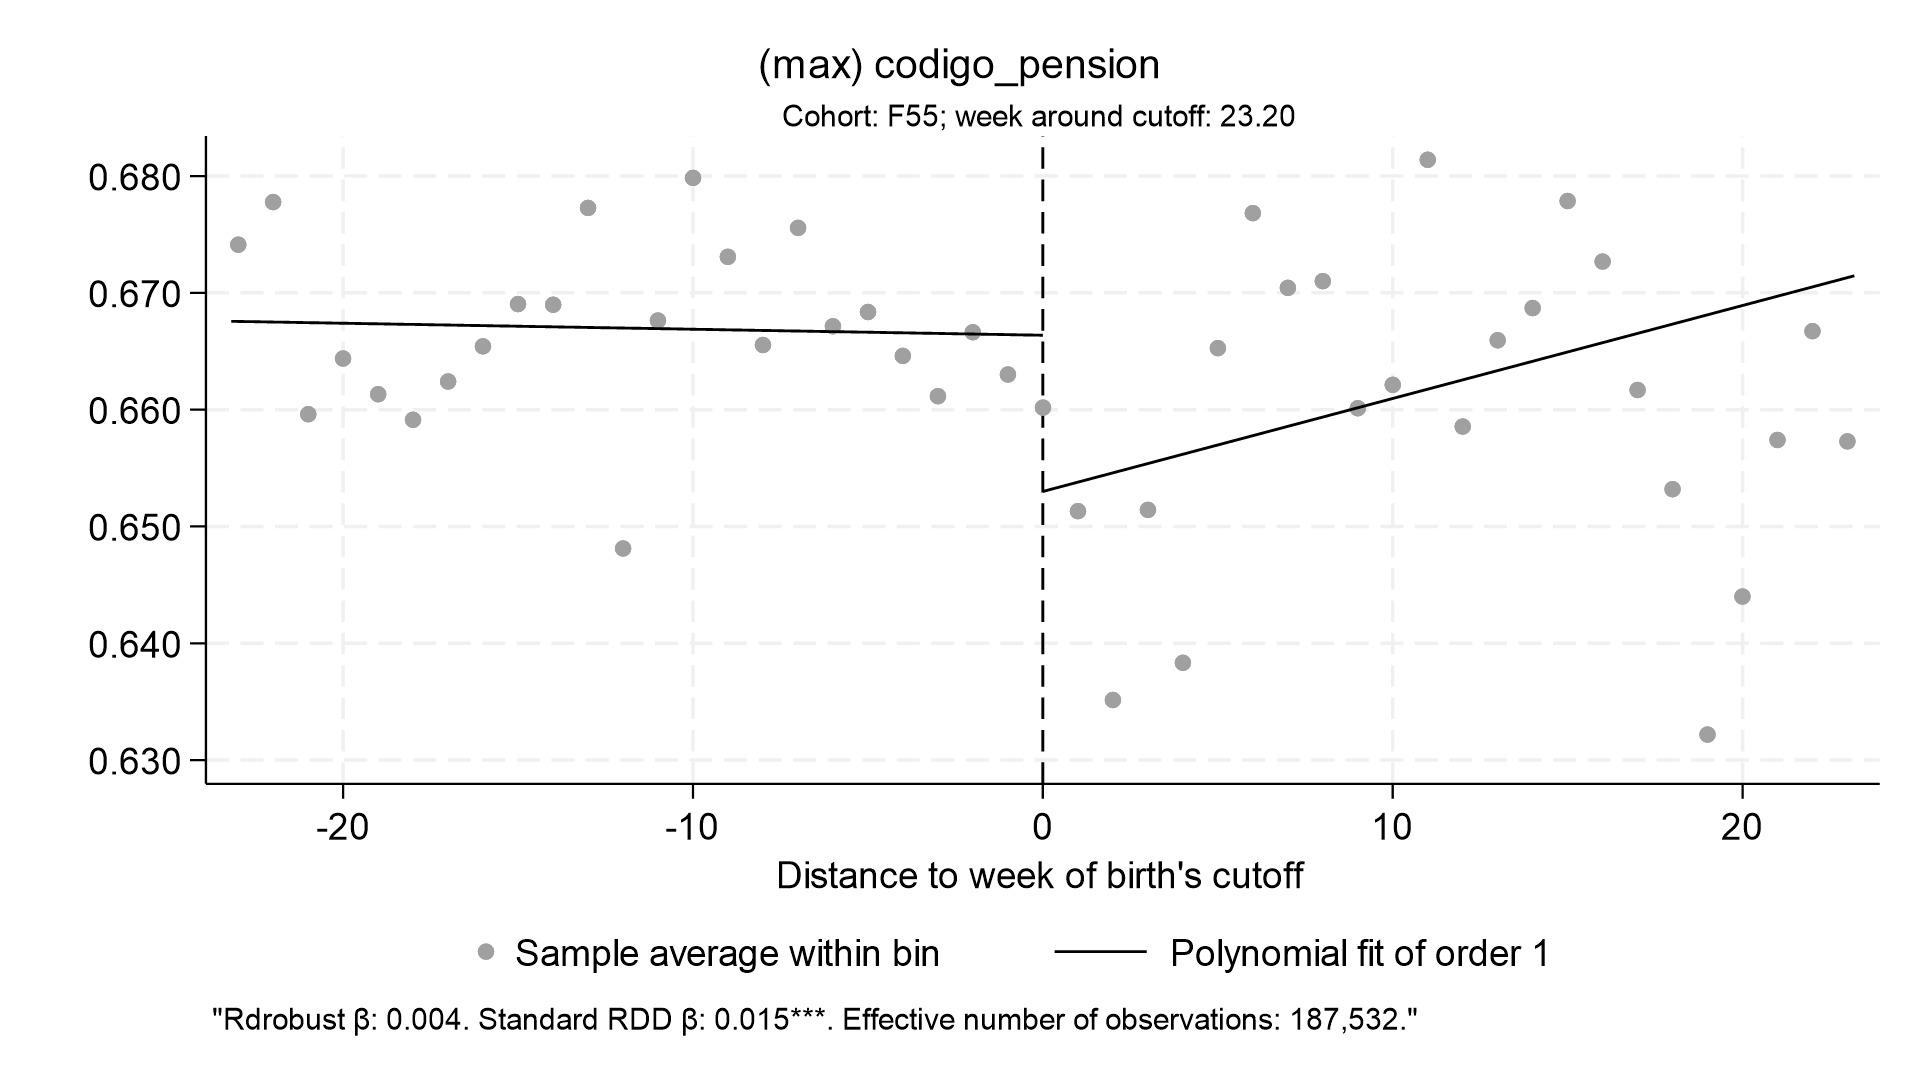 (max) codigo_pension
Cohort: F55; week around cutoff: 23.20
0.680
0.670
0.660
0.650
0.640
0.630
-20 -10 0 10 20
Distance to week of birth's cutoff
Sample average within bin Polynomial fit of order 1
"Rdrobust β: 0.004. Standard RDD β: 0.015***. Effective number of observations: 187,532."